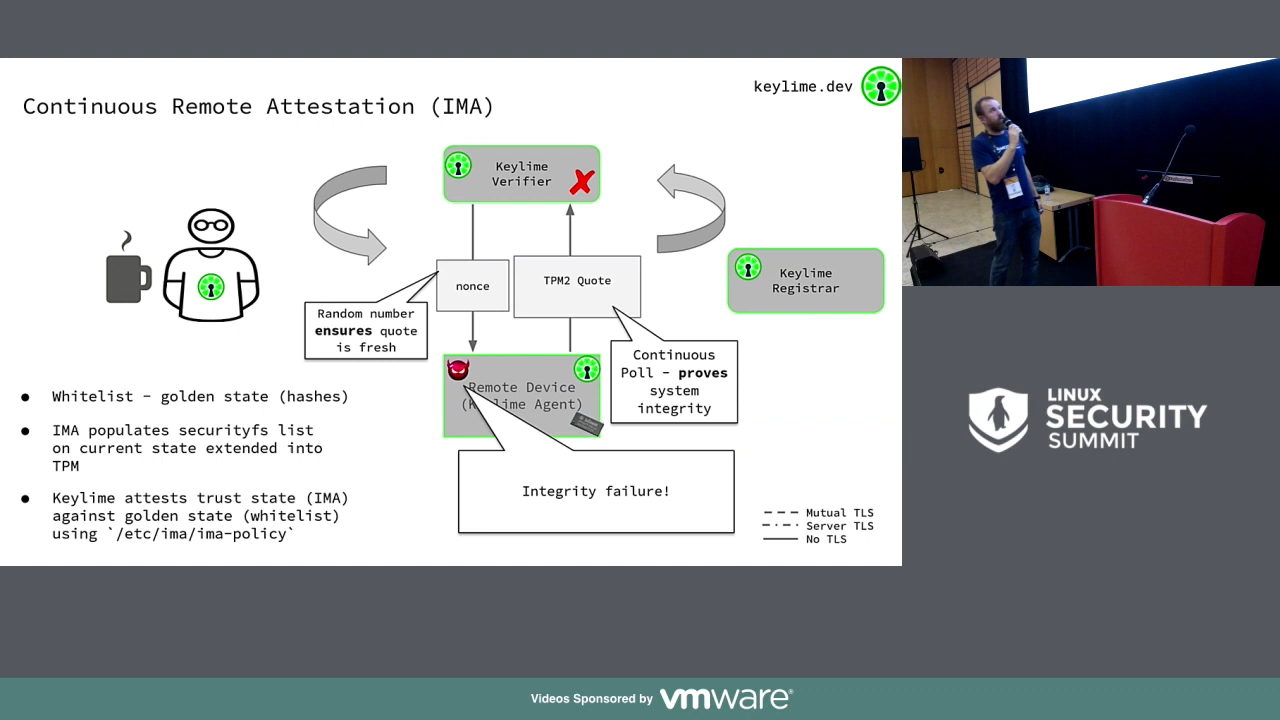 Continuous Remote Attestation (IMA)
keylime.dev
Keylime
Verifier
nonce
TPM2 Quote
Keylime
Registrar
Random number
ensures quote
is fresh
Continuous
Poll - proves
system
integrity
Remote Device
(Keylime Agent)
Integrity failure!
● Whitelist - golden state (hashes)
● IMA populates securityfs list
on current state extended into
TPM
● Keylime attests trust state (IMA)
against golden state (whitelist)
using `/etc/ima/ima-policy`
Mutual TLS
Server TLS
No TLS
LINUX
SECURITY
SUMMIT
Videos Sponsored by vmware®